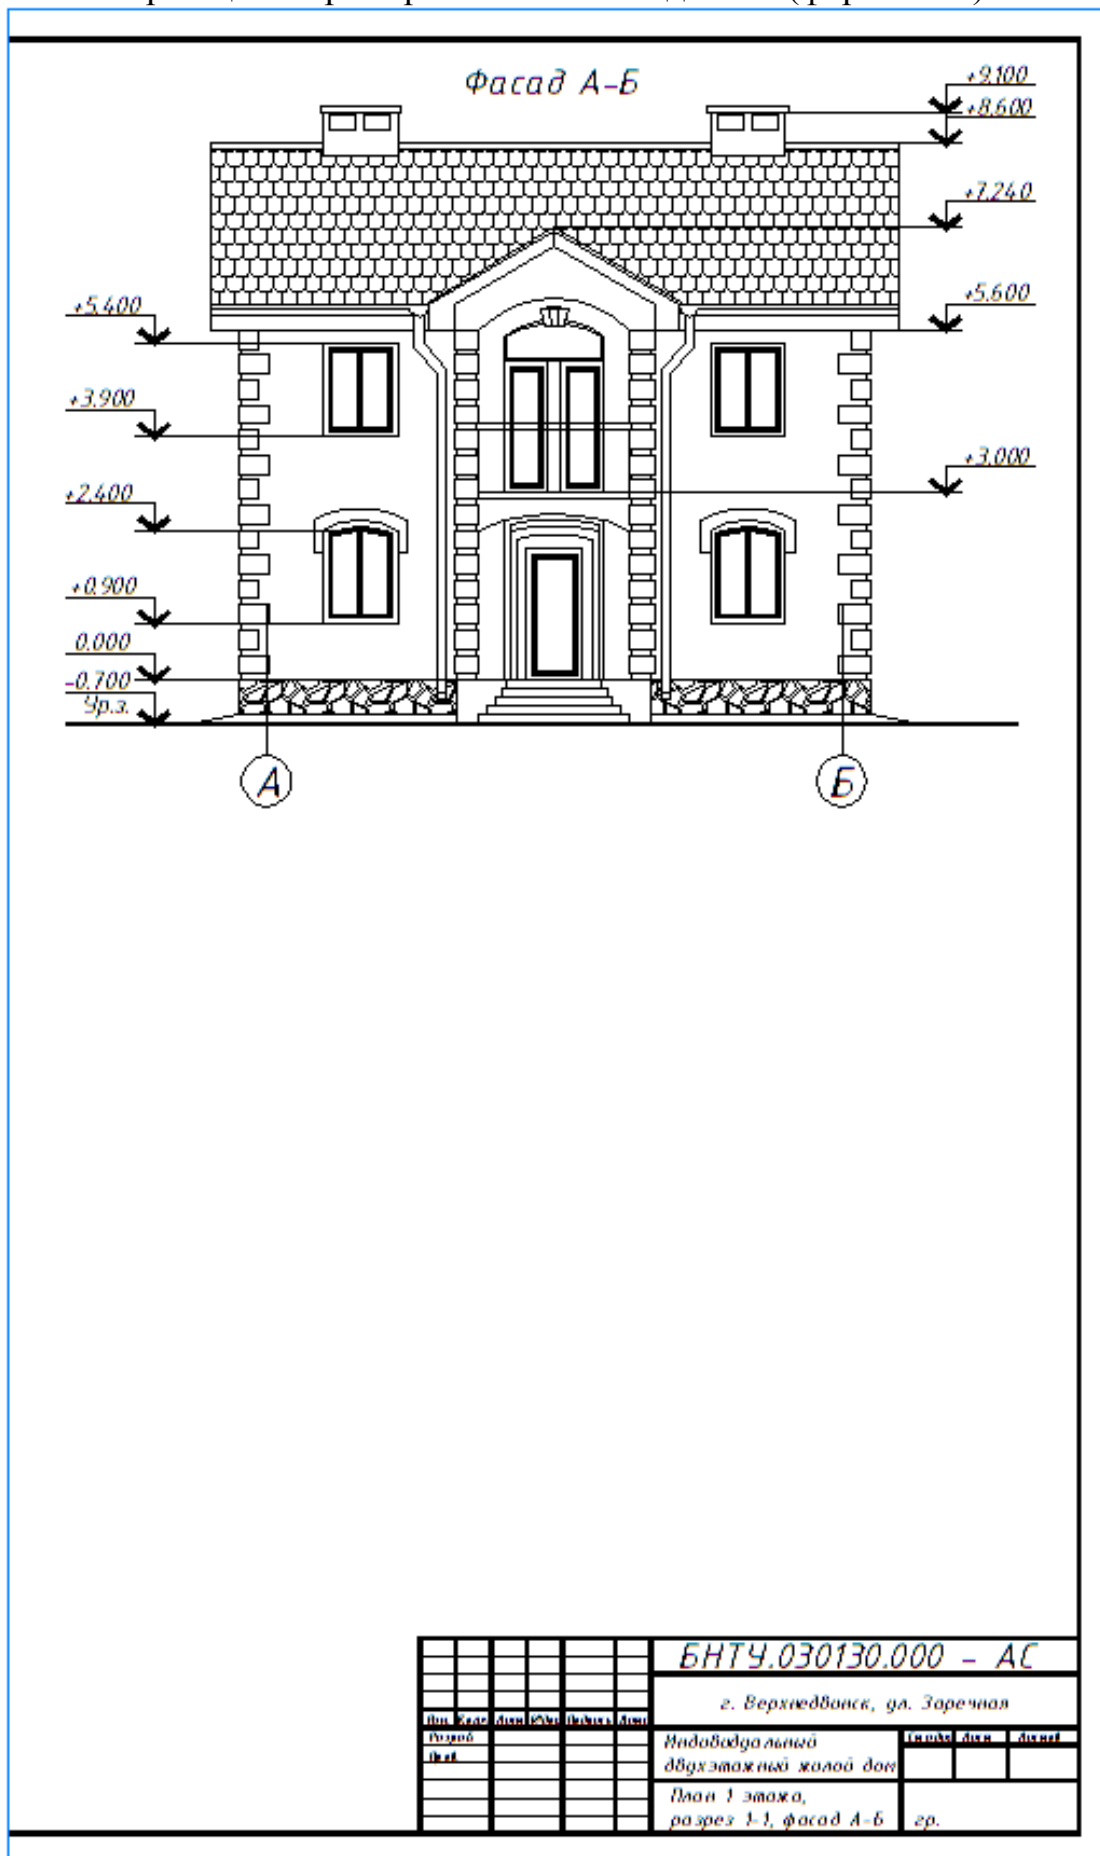 Фасад А-Б
+9.100
+8.600
+7.240
+5.600
+5.400
+3.900
+3.000
+2.400
+0.900
0.000
-0.700
Ур.з.
А
Б
БНТУ.030130.000 - АС
г. Верхнедвинск, ул. Заречная
Разраб
Индивидуальный
двухэтажный жилой дом
План 1 этажа,
разрез 1-1, фасад А-Б
гр.